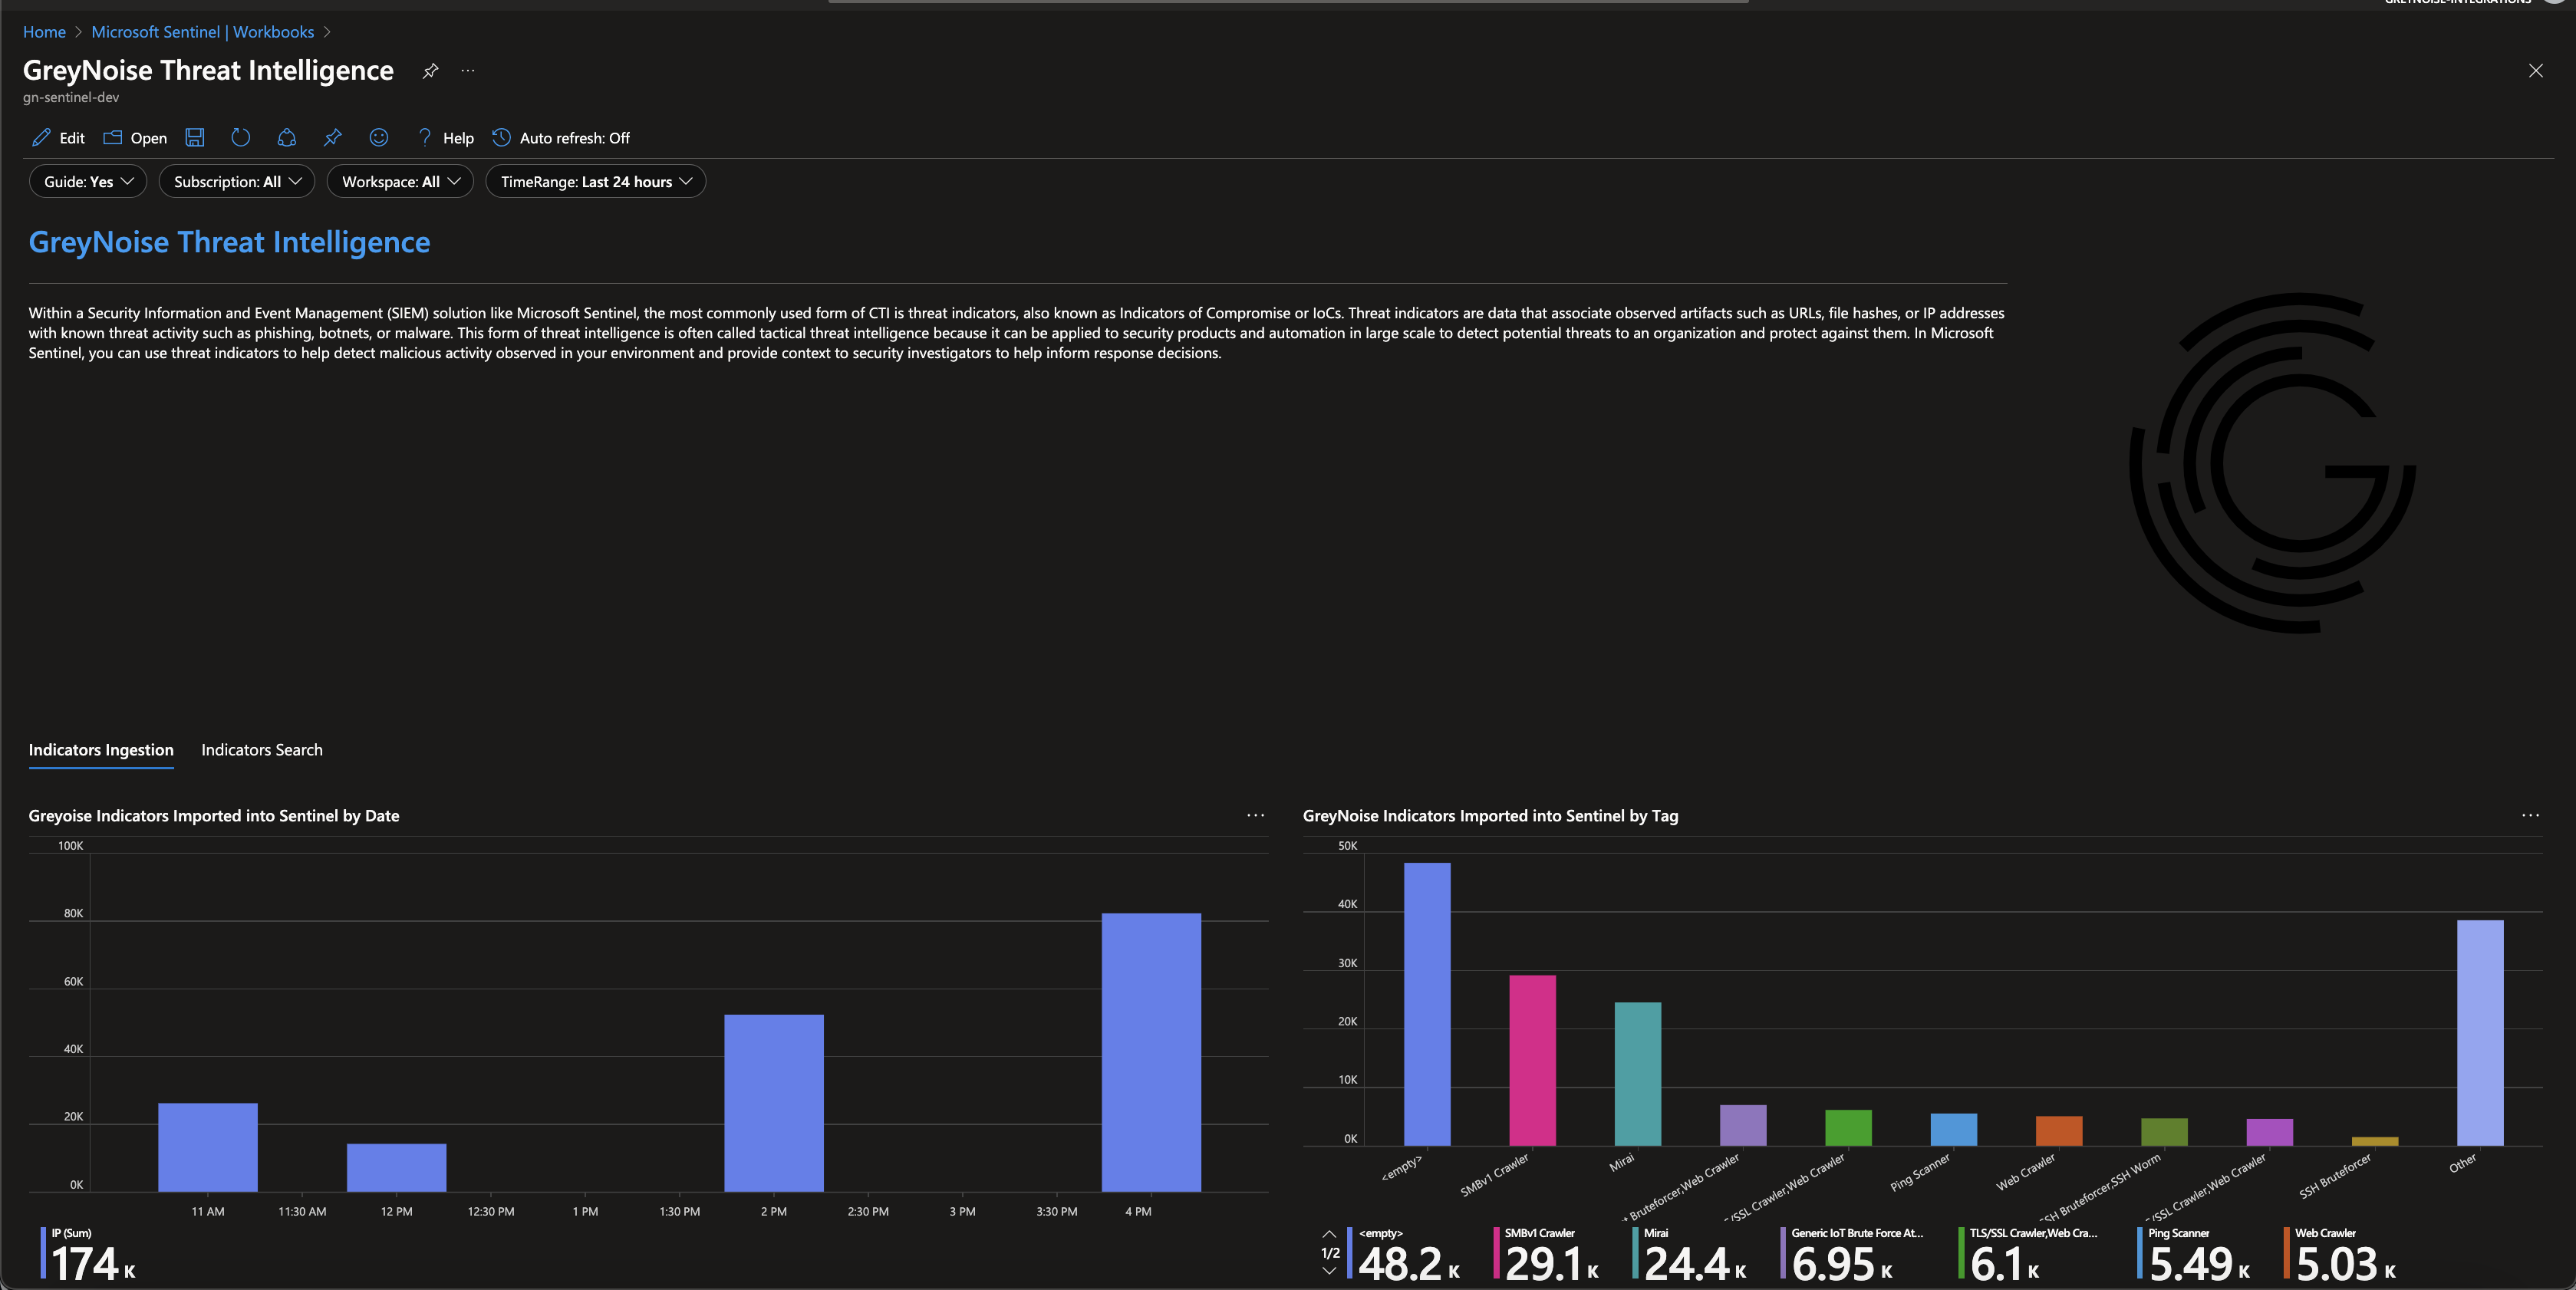 GREYNOISE-INTEGRATIONS
Home > Microsoft Sentinel | Workbooks >
GreyNoise Threat Intelligence
gn-sentinel-dev
Edit Open Help Auto refresh: Off
Guide: Yes Subscription: All Workspace: All TimeRange: Last 24 hours
GreyNoise Threat Intelligence
Within a Security Information and Event Management (SIEM) solution like Microsoft Sentinel, the most commonly used form of CTI is threat indicators, also known as Indicators of Compromise or IoCs. Threat indicators are data that associate observed artifacts such as URLs, file hashes, or IP addresses
with known threat activity such as phishing, botnets, or malware. This form of threat intelligence is often called tactical threat intelligence because it can be applied to security products and automation in large scale to detect potential threats to an organization and protect against them. In Microsoft
Sentinel, you can use threat indicators to help detect malicious activity observed in your environment and provide context to security investigators to help inform response decisions.
Indicators Ingestion Indicators Search
Greyoise Indicators Imported into Sentinel by Date
100K
80K
60K
40K
20K
0K
11 AM 11:30 AM 12 PM 12:30 PM 1 PM 1:30 PM 2 PM 2:30 PM 3 PM 3:30 PM 4 PM
IP (Sum)
174 K
GreyNoise Indicators Imported into Sentinel by Tag
50K
40K
30K
20K
10K
0K
<empty>
SMBv1 Crawler
Mirai
Bruteforcer,Web Crawler
/SSL Crawler,Web Crawler
Ping Scanner
Web Crawler
SSH Bruteforcer,SSH Worm
/SSL Crawler,Web Crawler
SSH Bruteforcer
Other
1/2
<empty> SMBv1 Crawler Mirai Generic IoT Brute Force At... TLS/SSL Crawler,Web Cra... Ping Scanner Web Crawler
48.2 K 29.1 K 24.4 K 6.95 K 6.1 K 5.49 K 5.03 K